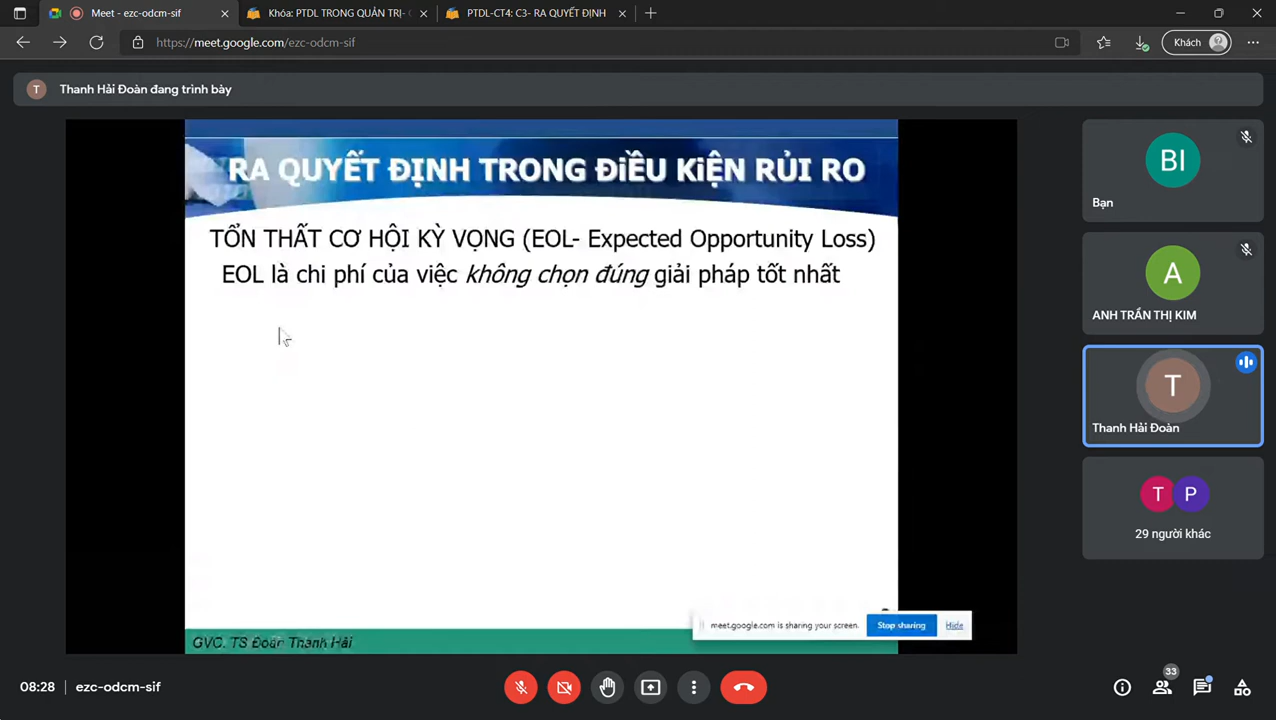 Meet - ezc-odcm-sif
Khóa: PTDL TRONG QUẢN TRỊ- C
PTDL-CT4: C3- RA QUYẾT ĐỊNH
https://meet.google.com/ezc-odcm-sif
Khách
T
Thanh Hải Đoàn đang trình bày
RA QUYẾT ĐỊNH TRONG ĐiỀU KiỆN RỦI RO
TỔN THẤT CƠ HỘI KỲ VỌNG (EOL- Expected Opportunity Loss)
EOL là chi phí của việc không chọn đúng giải pháp tốt nhất
meet.google.com is sharing your screen.
Stop sharing
Hide
GVC. TS Đoàn Thanh Hải
BI
Bạn
A
ANH TRẦN THỊ KIM
T
Thanh Hải Đoàn
T P
29 người khác
08:28 | ezc-odcm-sif
33